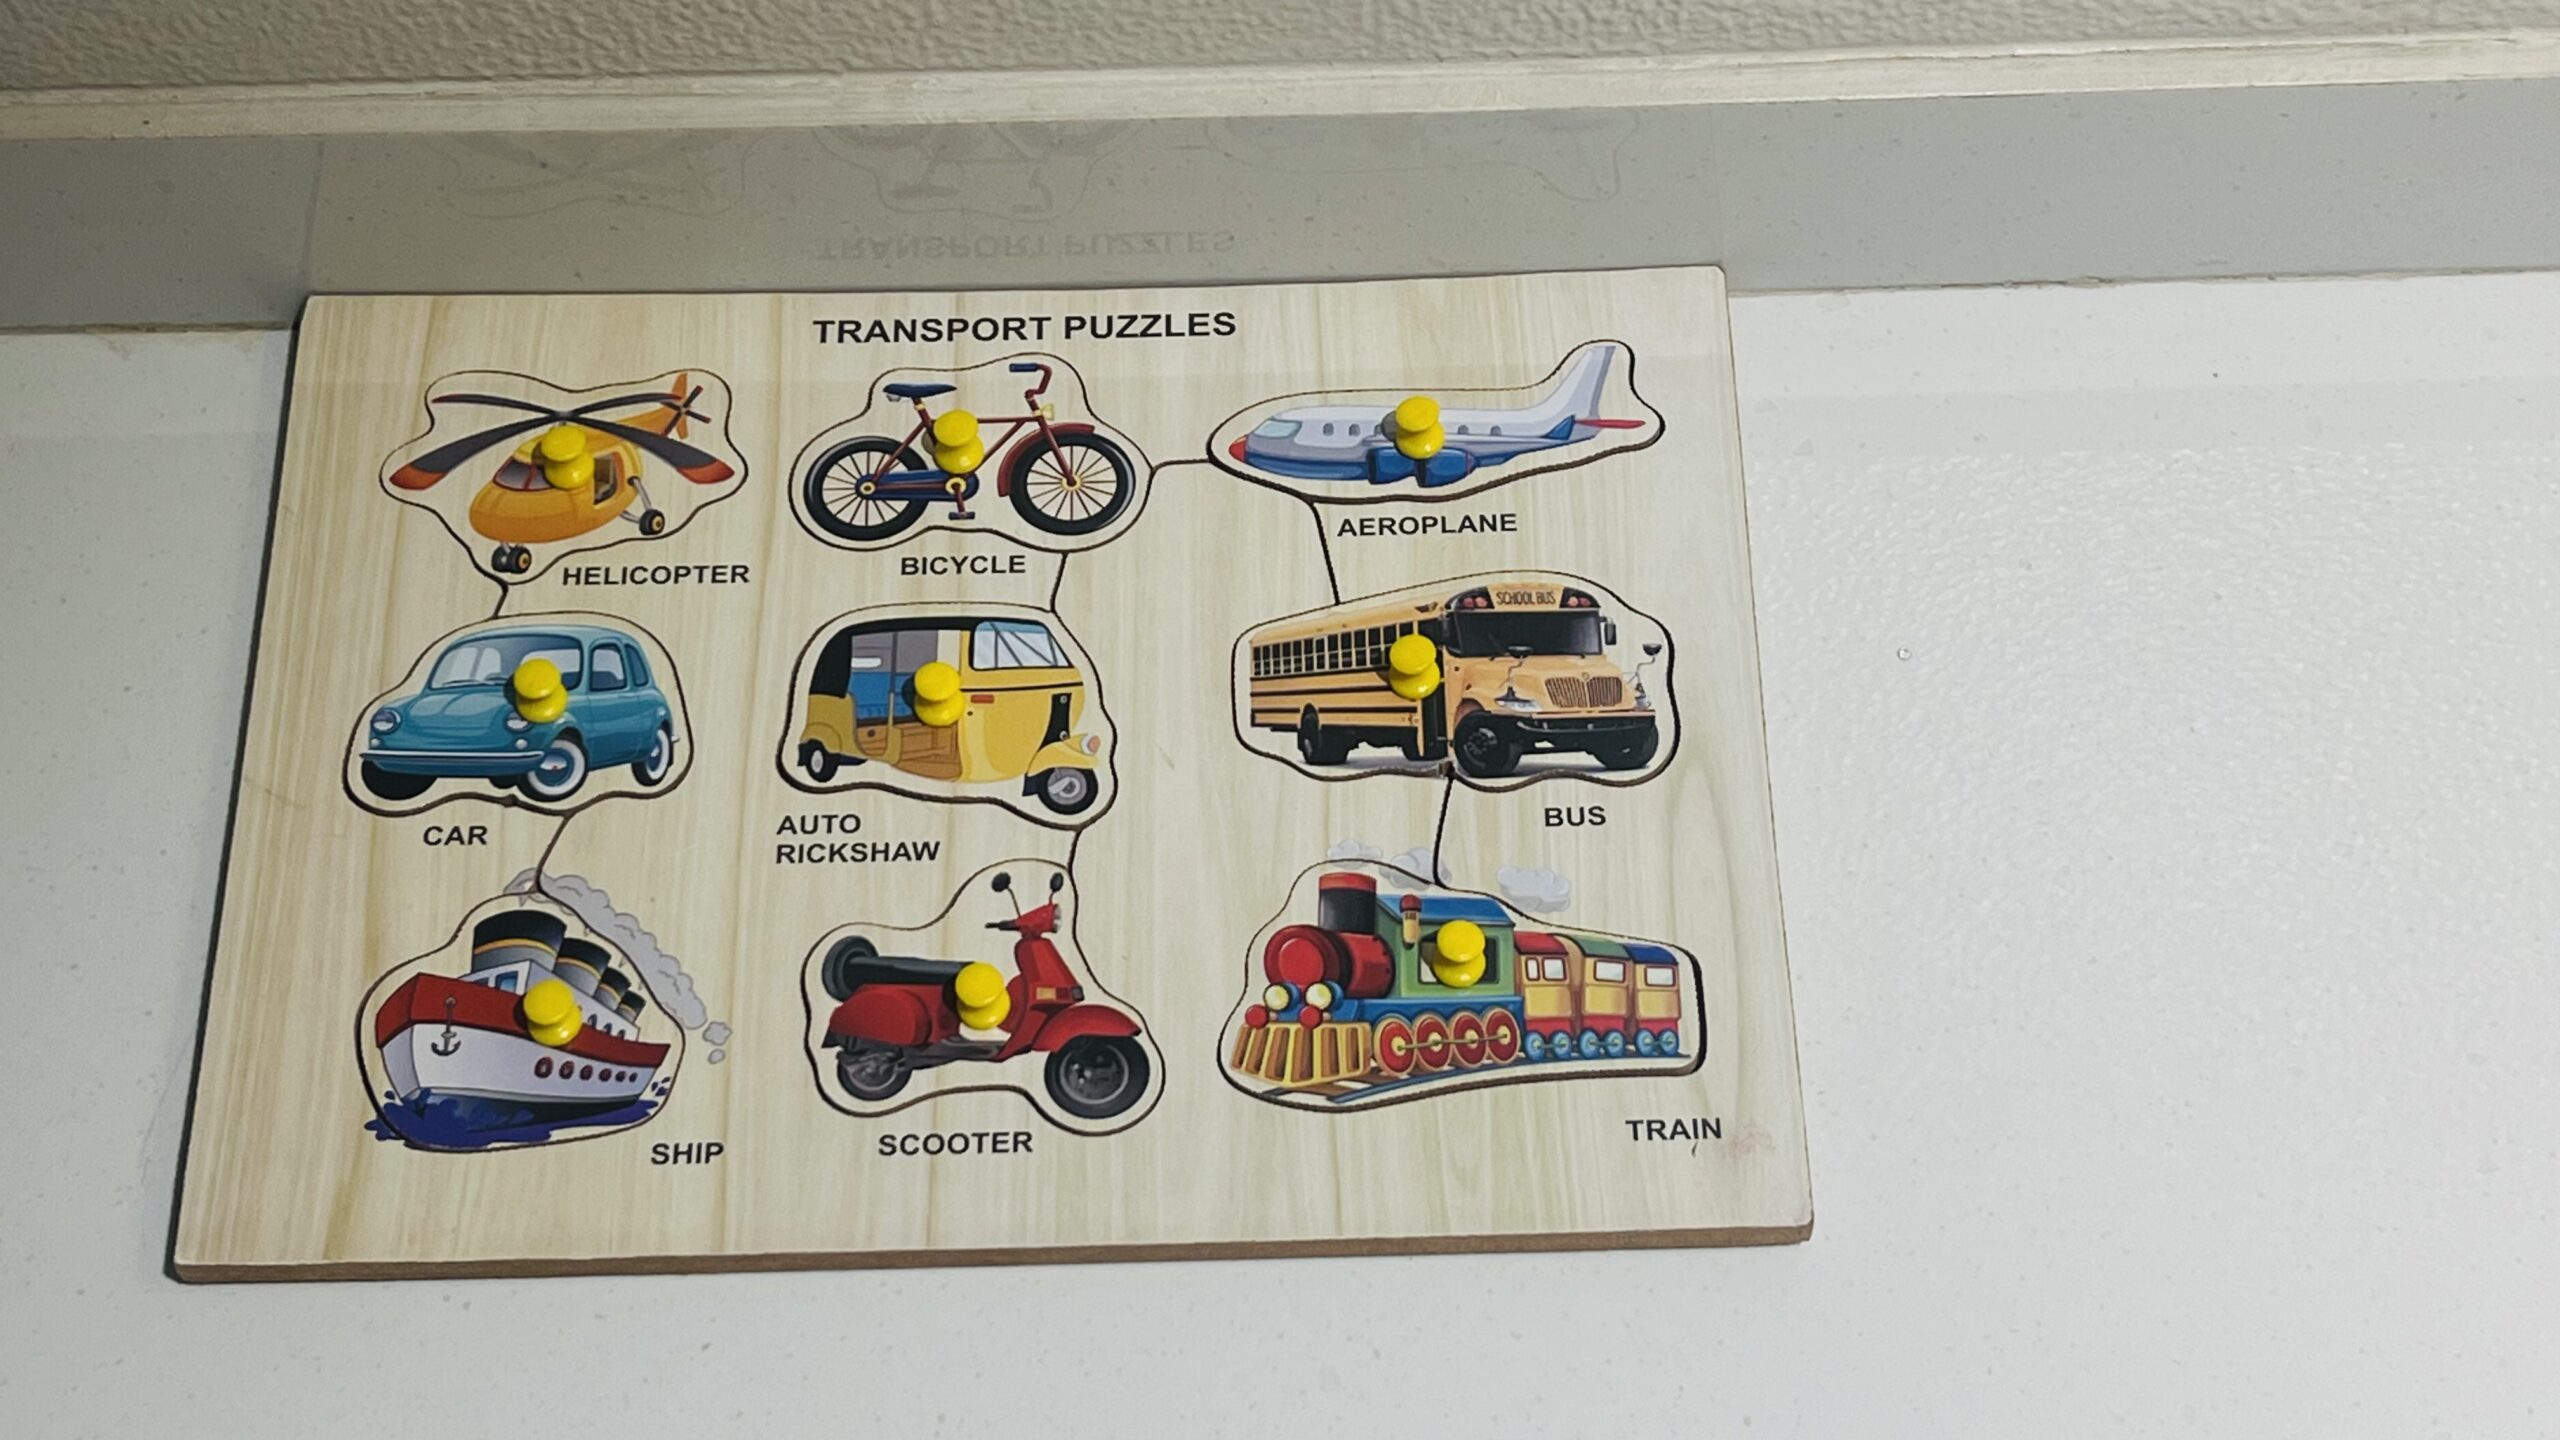 TRANSPORT PUZZLES
HELICOPTER
BICYCLE
AEROPLANE
SCHOOL BUS
CAR
AUTO
RICKSHAW
BUS
SHIP
SCOOTER
TRAIN